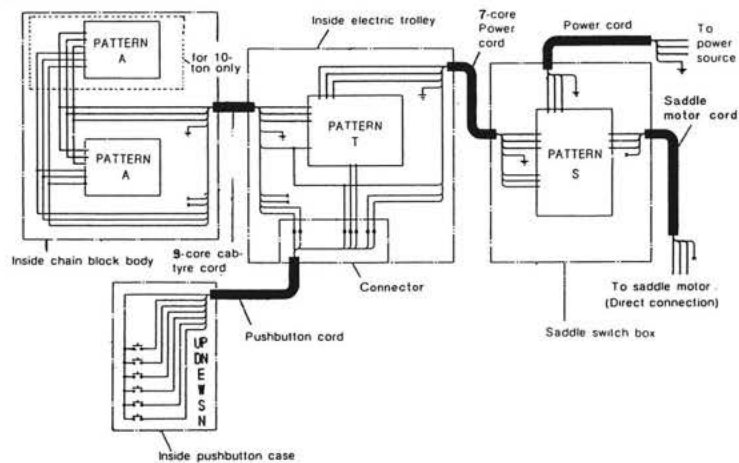 Inside electric trolley
7-core
Power
cord
Power cord
To
power
source
PATTERN
A
for 10-
ton only
Saddle
motor cord
PATTERN
T
PATTERN
A
PATTERN
S
Inside chain block body
9-core cab-
tyre cord
Connector
To saddle motor.
(Direct connection)
Pushbutton cord
Saddle switch box
UP
DN
E
W
S
N
Inside pushbutton case